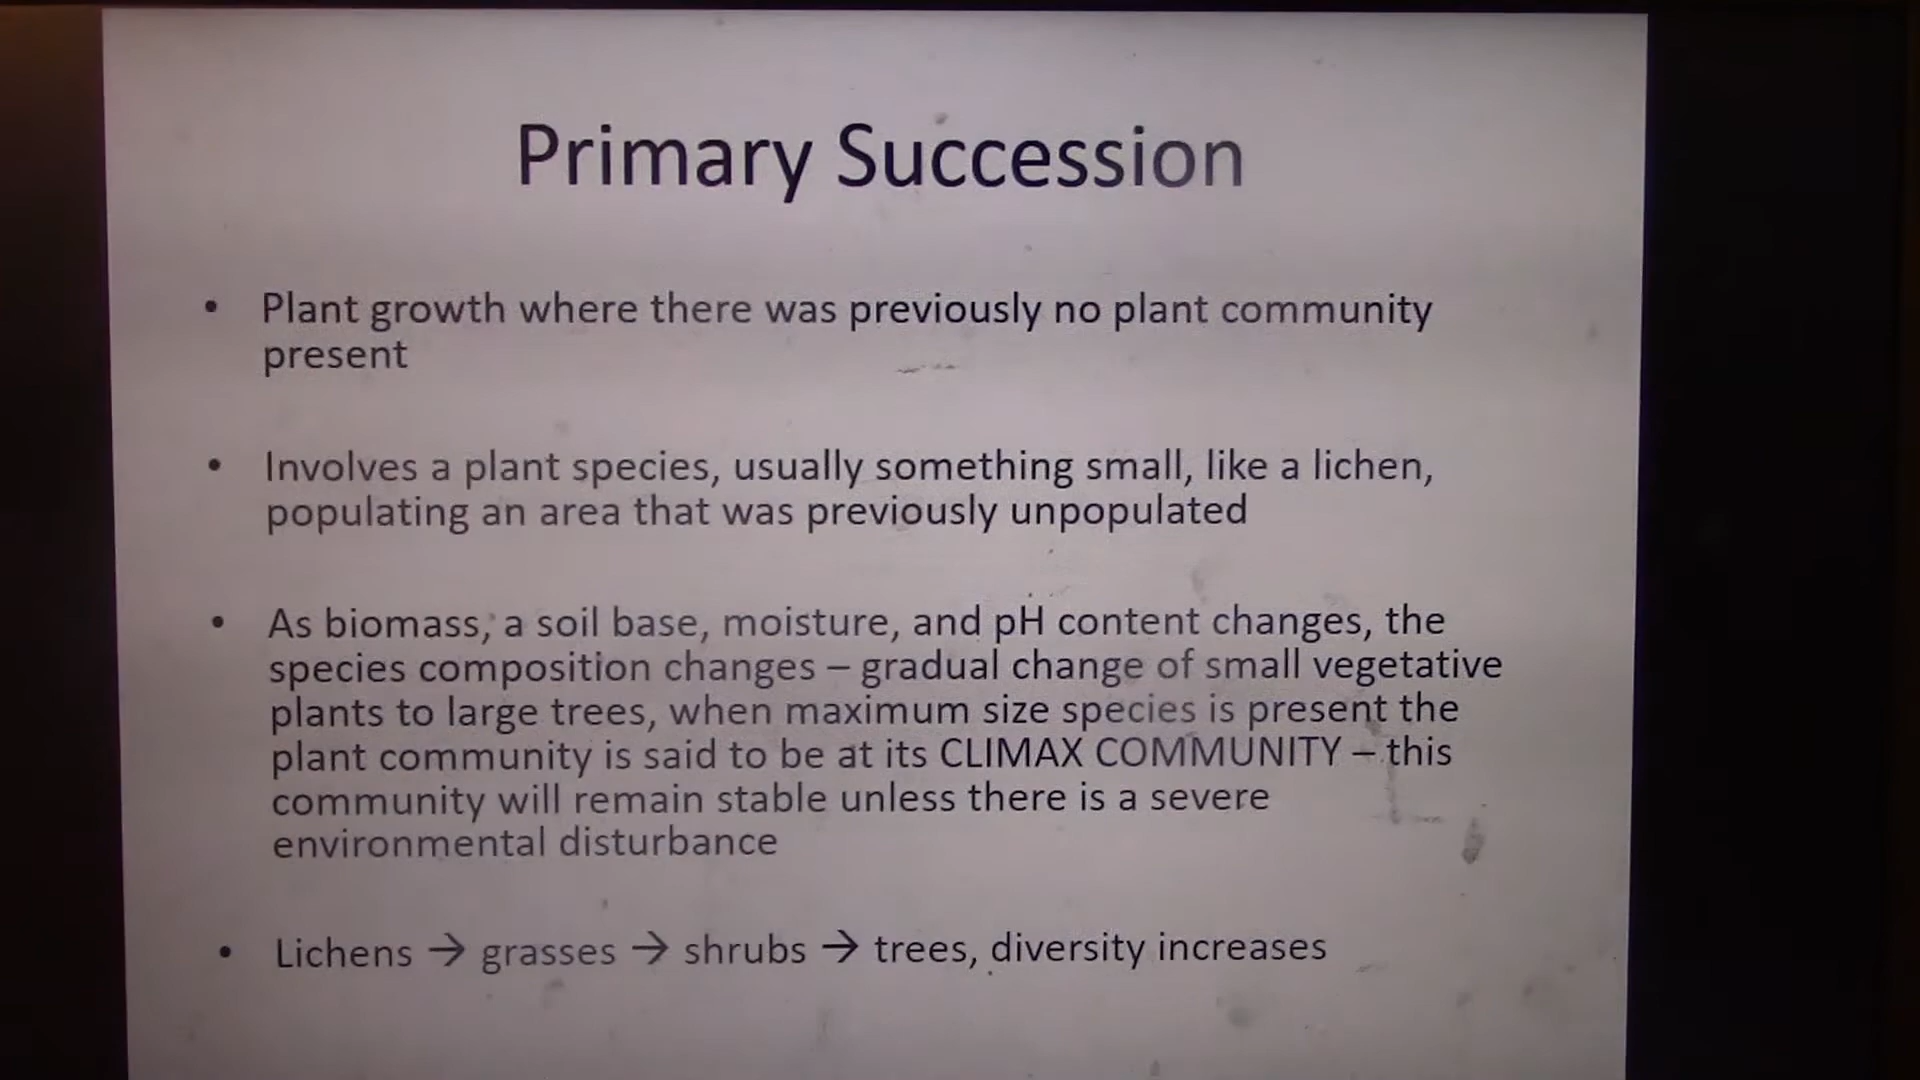 Primary Succession
• Plant growth where there was previously no plant community
present
• Involves a plant species, usually something small, like a lichen,
populating an area that was previously unpopulated
• As biomass, a soil base, moisture, and pH content changes, the
species composition changes – gradual change of small vegetative
plants to large trees, when maximum size species is present the
plant community is said to be at its CLIMAX COMMUNITY – this
community will remain stable unless there is a severe
environmental disturbance
• Lichens → grasses → shrubs → trees, diversity increases